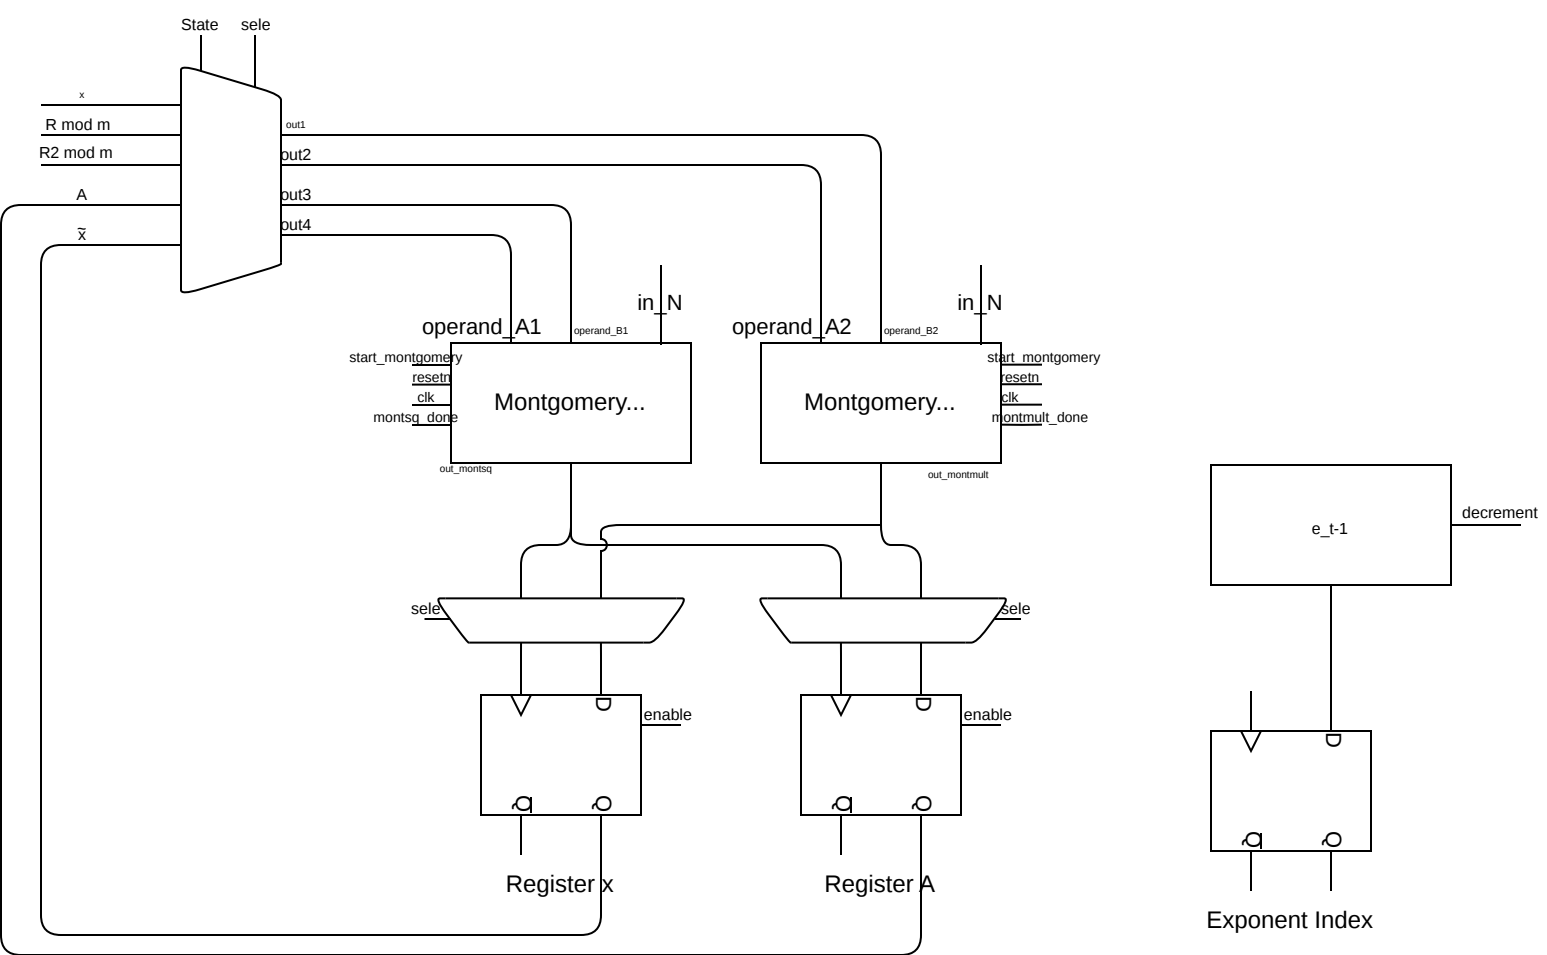 State
sele
x
R mod m
R2 mod m
A
x̃
out1
out2
out3
out4
in_N
in_N
operand_A1
operand_B1
operand_A2
operand_B2
start_montgomery
resetn
clk
montsq_done
Montgomery...
Montgomery...
start_montgomery
resetn
clk
montmult_done
out_montsq
out_montmult
e_t-1
decrement
sele
sele
D
enable
D
enable
D
Q
Q
Q
Q
Q
Q
Register x
Register A
Exponent Index